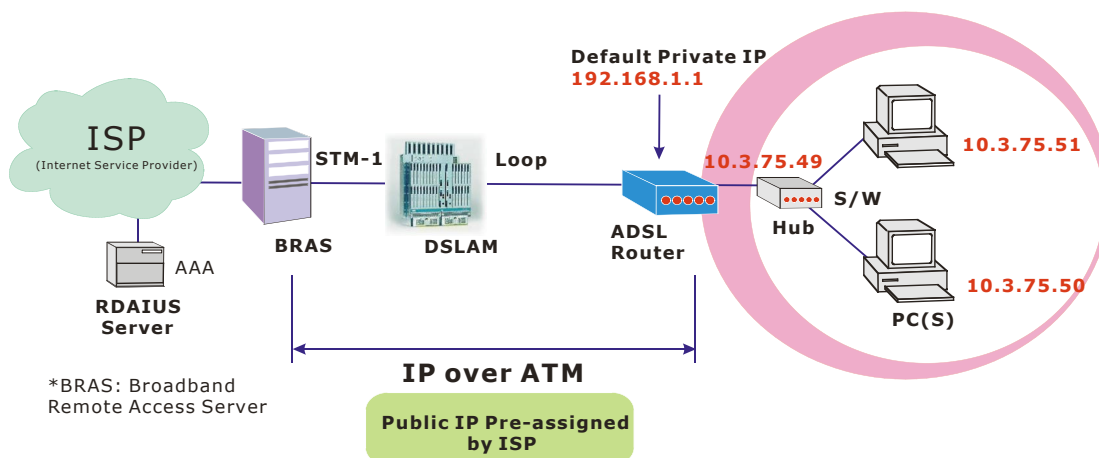 Default Private IP
192.168.1.1
ISP
(Internet Service Provider)
STM-1
Loop
10.3.75.49
10.3.75.51
S/W
Hub
BRAS
DSLAM
ADSL
Router
AAA
RDAIUS
Server
10.3.75.50
PC(S)
IP over ATM
*BRAS: Broadband
Remote Access Server
Public IP Pre-assigned
by ISP